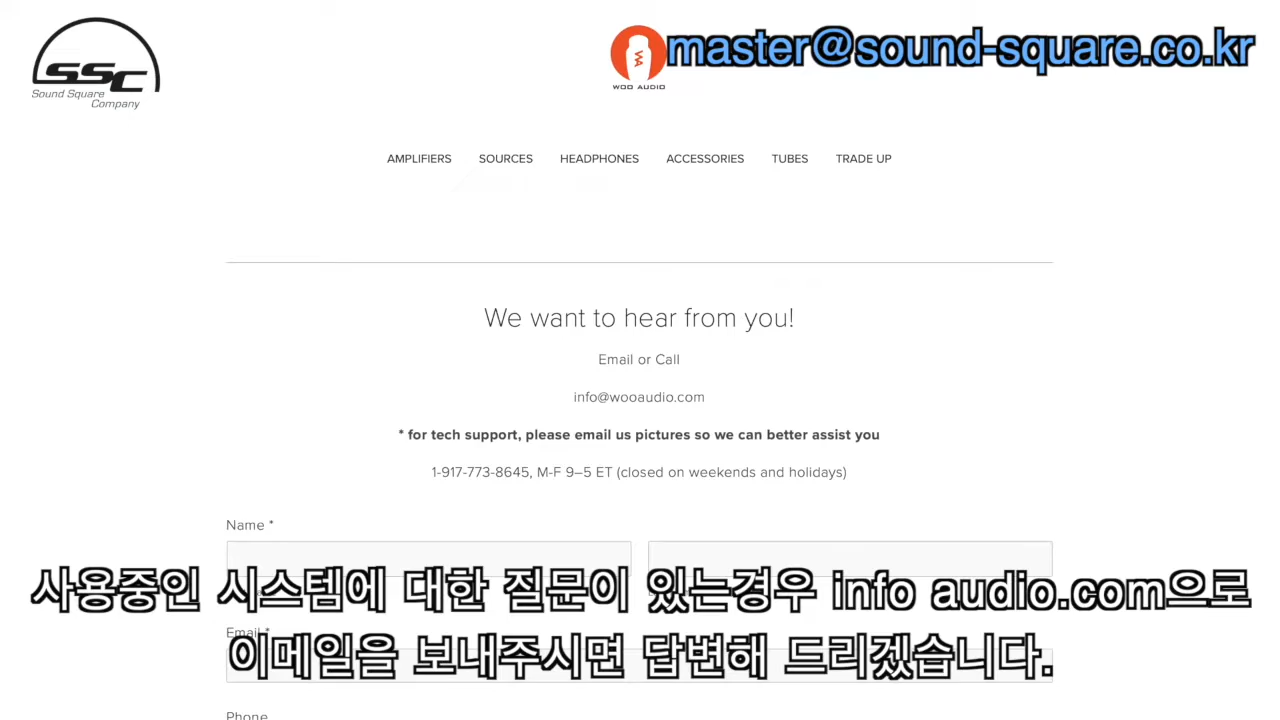 SSC
Sound Square
Company
WOO AUDIO
master@sound-square.co.kr
AMPLIFIERS SOURCES HEADPHONES ACCESSORIES TUBES TRADE UP
We want to hear from you!
Email or Call
info@wooaudio.com
* for tech support, please email us pictures so we can better assist you
1-917-773-8645, M-F 9–5 ET (closed on weekends and holidays)
Name *
사용중인 시스템에 대한 질문이 있는경우 info audio.com으로
Email *
이메일을 보내주시면 답변해 드리겠습니다.
Phone